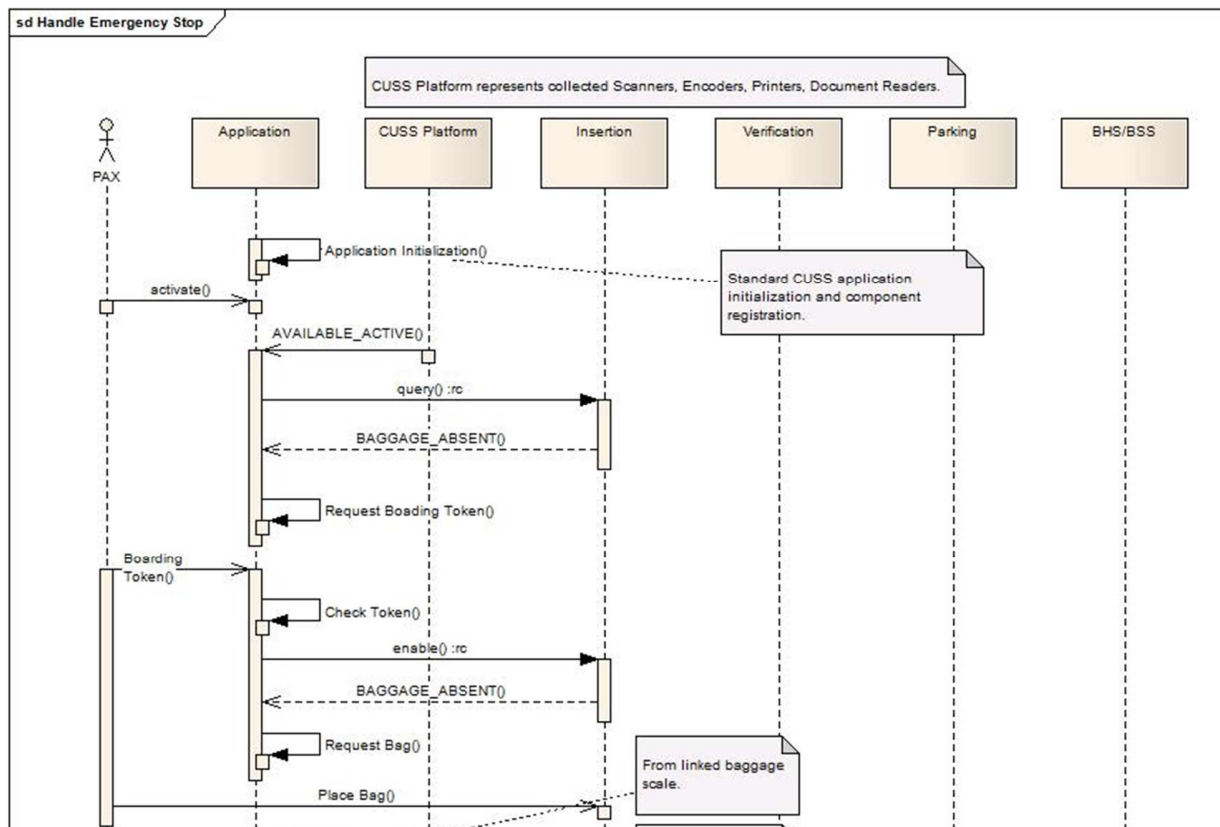 sd Handle Emergency Stop
CUSS Platform represents collected Scanners, Encoders, Printers, Document Readers.
PAX
Application
CUSS Platform
Insertion
Verification
Parking
BHS/BSS
Application Initialization()
Standard CUSS application
initialization and component
registration.
activate()
AVAILABLE_ACTIVE()
query() :rc
BAGGAGE_ABSENT()
Request Boading Token()
Boarding
Token()
Check Token()
enable() :rc
BAGGAGE_ABSENT()
Request Bag()
From linked baggage
scale.
Place Bag()